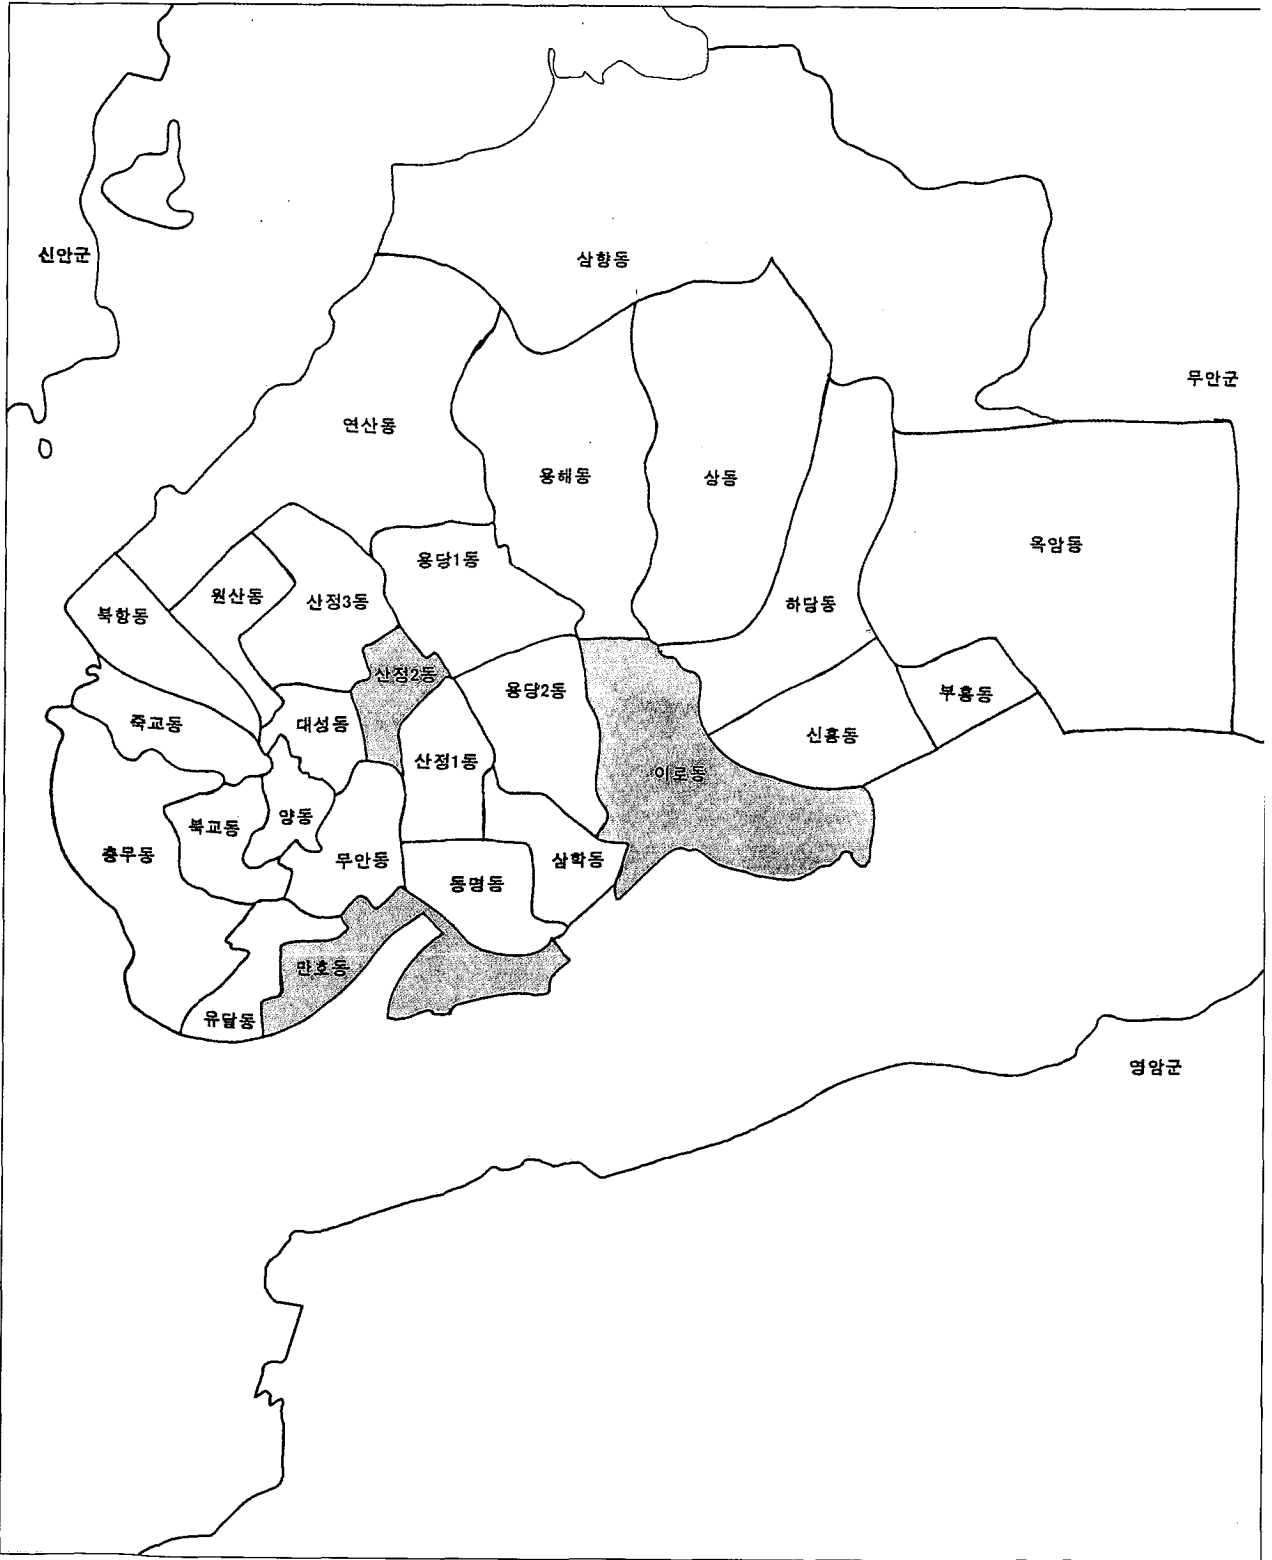 신안군
삼향동
무안군
연산동
용해동
상동
옥암동
용당1동
원산동
산정3동
하당동
북항동
산정2동
용당2동
부흥동
죽교동
대성동
신흥동
산정1동
이로동
양동
북교동
충무동
무안동
삼학동
동명동
만호동
유달동
영암군